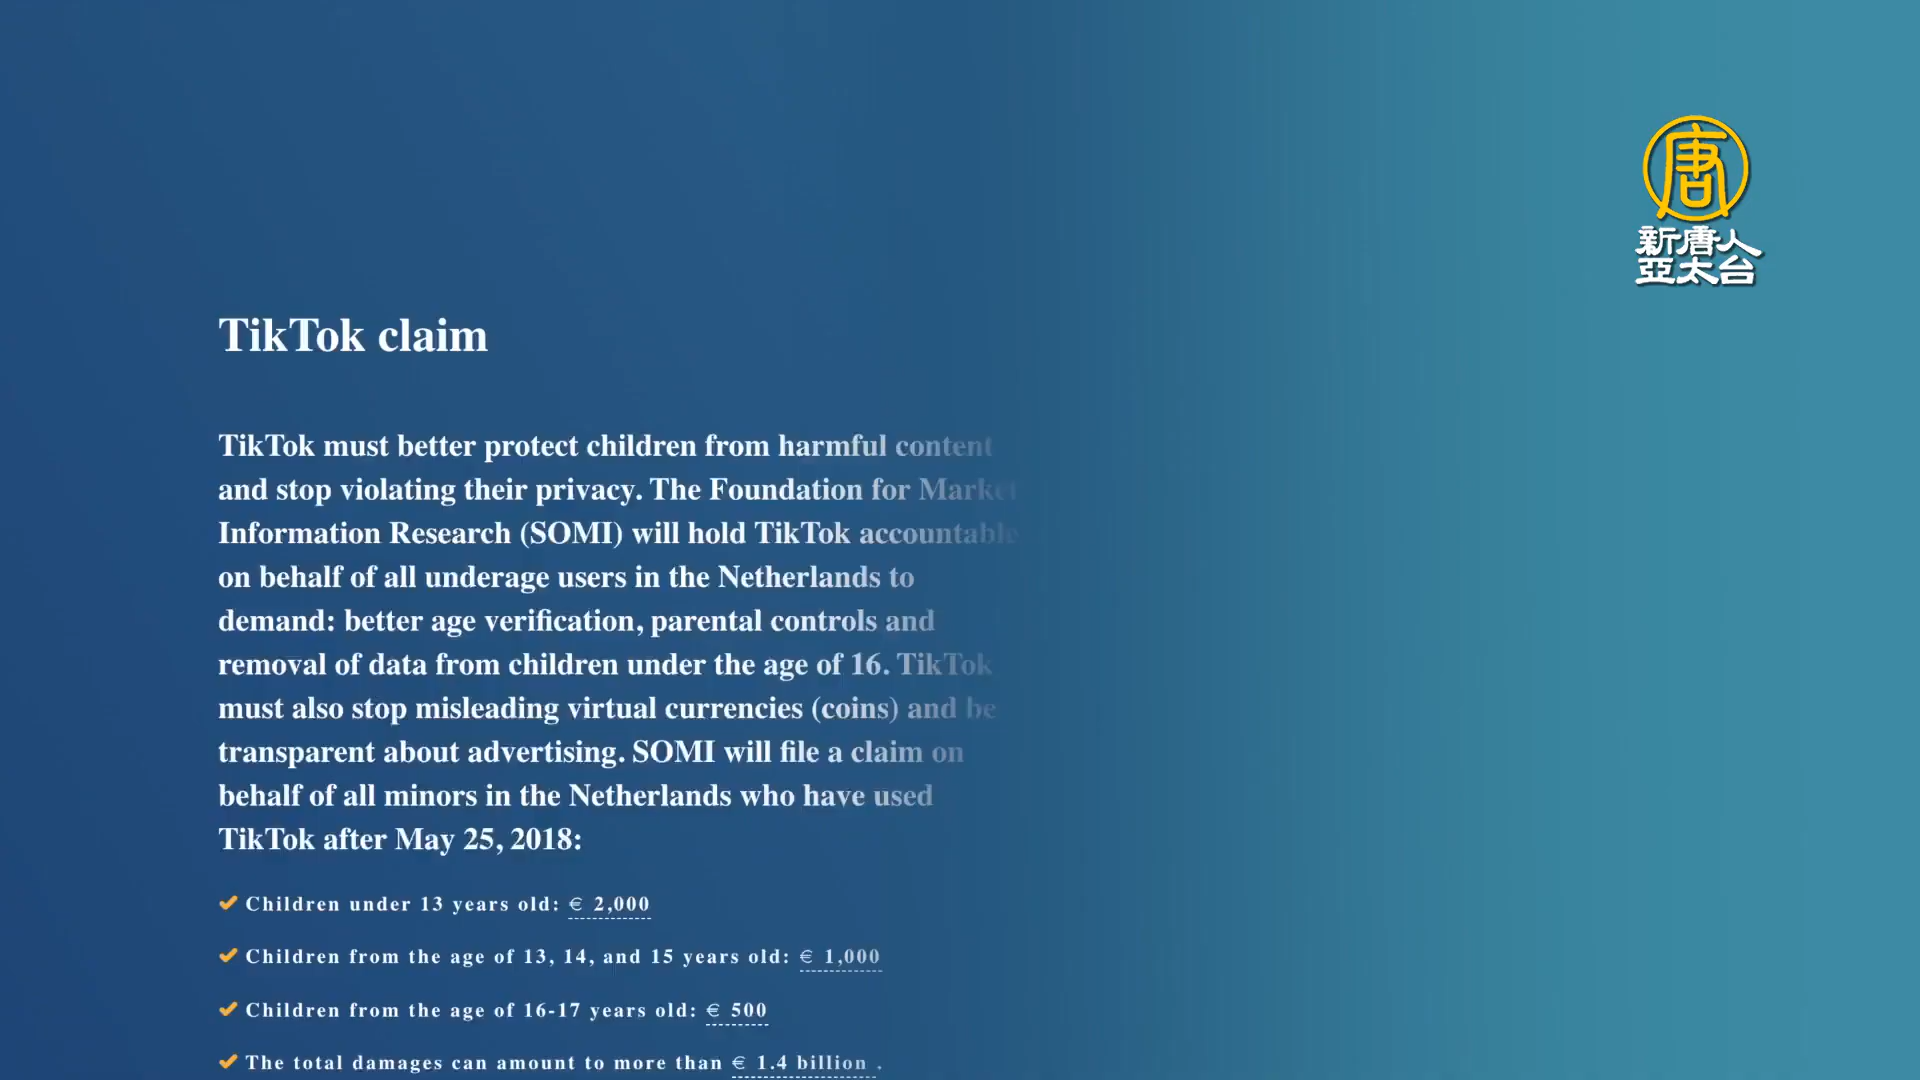 唐
新唐人
亞太台
TikTok claim
TikTok must better protect children from harmful content
and stop violating their privacy. The Foundation for Market
Information Research (SOMI) will hold TikTok accountable
on behalf of all underage users in the Netherlands to
demand: better age verification, parental controls and
removal of data from children under the age of 16. TikTok
must also stop misleading virtual currencies (coins) and be
transparent about advertising. SOMI will file a claim on
behalf of all minors in the Netherlands who have used
TikTok after May 25, 2018:
✔ Children under 13 years old: € 2,000
✔ Children from the age of 13, 14, and 15 years old: € 1,000
✔ Children from the age of 16-17 years old: € 500
✔ The total damages can amount to more than € 1.4 billion .